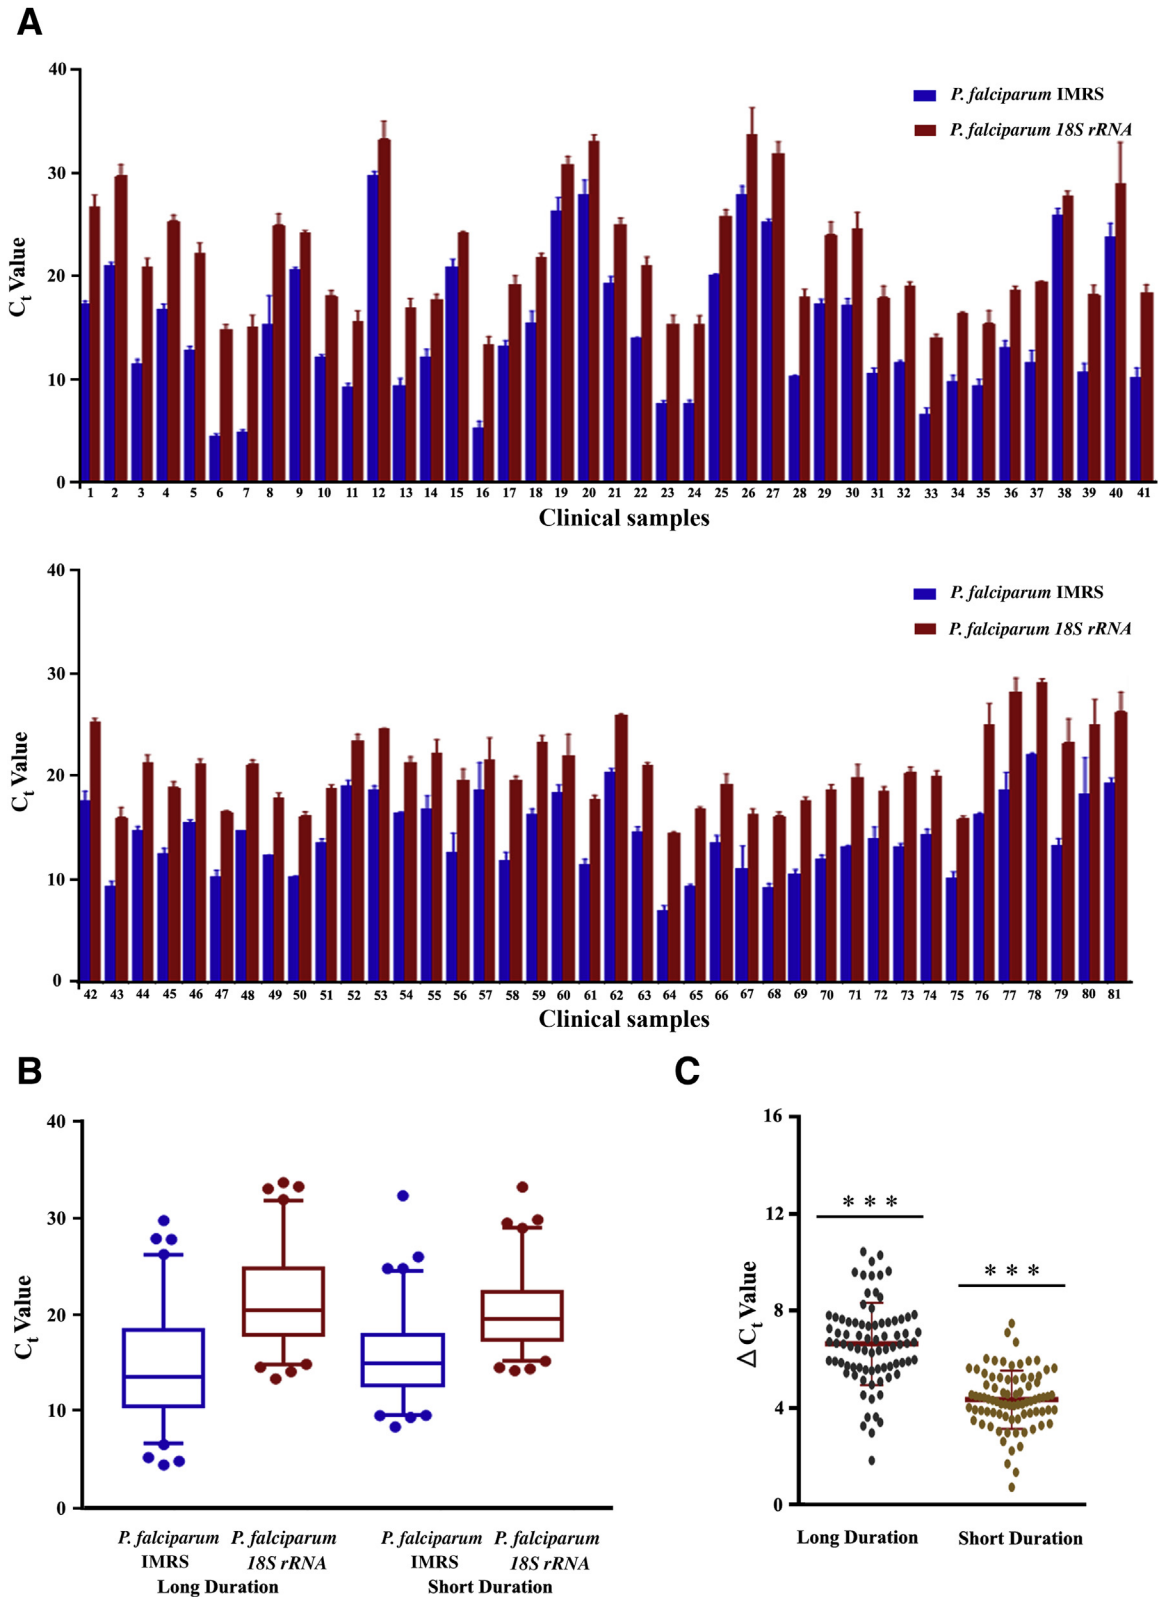 A
40
30
20
10
0
C_t Value
P. falciparum IMRS
P. falciparum 18S rRNA
1 2 3 4 5 6 7 8 9 10 11 12 13 14 15 16 17 18 19 20 21 22 23 24 25 26 27 28 29 30 31 32 33 34 35 36 37 38 39 40 41
Clinical samples
40
30
20
10
0
C_t Value
P. falciparum IMRS
P. falciparum 18S rRNA
42 43 44 45 46 47 48 49 50 51 52 53 54 55 56 57 58 59 60 61 62 63 64 65 66 67 68 69 70 71 72 73 74 75 76 77 78 79 80 81
Clinical samples
B
40
30
20
10
0
C_t Value
P. falciparum IMRS
P. falciparum 18S rRNA
P. falciparum IMRS
P. falciparum 18S rRNA
Long Duration
Short Duration
C
16
12
8
4
0
Δ C_t Value
* * *
* * *
Long Duration
Short Duration